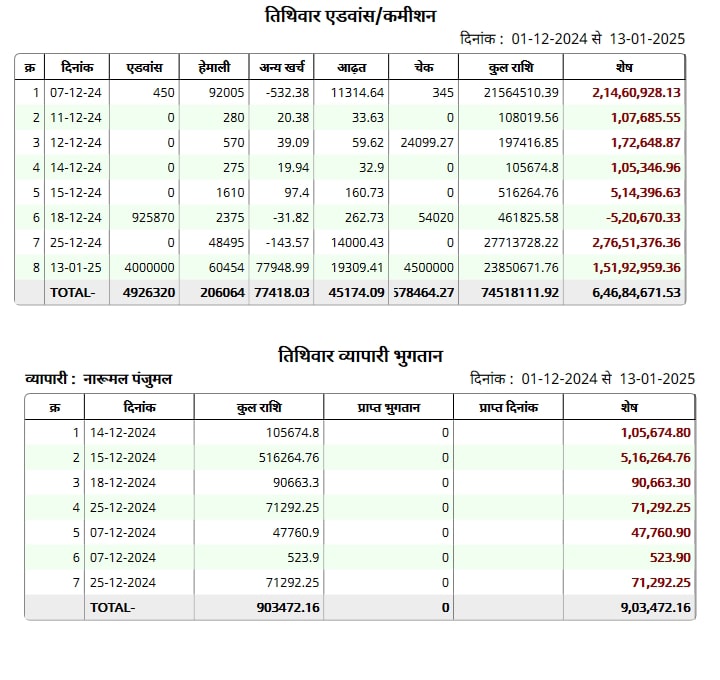 तिथिवार एडवांस/कमीशन
दिनांक : 01-12-2024 से 13-01-2025
क्र दिनांक एडवांस हेमाली अन्य खर्च आढ़त चेक कुल राशि शेष
1 07-12-24 450 92005 -532.38 11314.64 345 21564510.39 2,14,60,928.13
2 11-12-24 0 280 20.38 33.63 0 108019.56 1,07,685.55
3 12-12-24 0 570 39.09 59.62 24099.27 197416.85 1,72,648.87
4 14-12-24 0 275 19.94 32.9 0 105674.8 1,05,346.96
5 15-12-24 0 1610 97.4 160.73 0 516264.76 5,14,396.63
6 18-12-24 925870 2375 -31.82 262.73 54020 461825.58 -5,20,670.33
7 25-12-24 0 48495 -143.57 14000.43 0 27713728.22 2,76,51,376.36
8 13-01-25 4000000 60454 77948.99 19309.41 4500000 23850671.76 1,51,92,959.36
TOTAL- 4926320 206064 77418.03 45174.09 578464.27 74518111.92 6,46,84,671.53
तिथिवार व्यापारी भुगतान
व्यापारी : नारूमल पंजुमल दिनांक : 01-12-2024 से 13-01-2025
क्र दिनांक कुल राशि प्राप्त भुगतान प्राप्त दिनांक शेष
1 14-12-2024 105674.8 0 1,05,674.80
2 15-12-2024 516264.76 0 5,16,264.76
3 18-12-2024 90663.3 0 90,663.30
4 25-12-2024 71292.25 0 71,292.25
5 07-12-2024 47760.9 0 47,760.90
6 07-12-2024 523.9 0 523.90
7 25-12-2024 71292.25 0 71,292.25
TOTAL- 903472.16 0 9,03,472.16